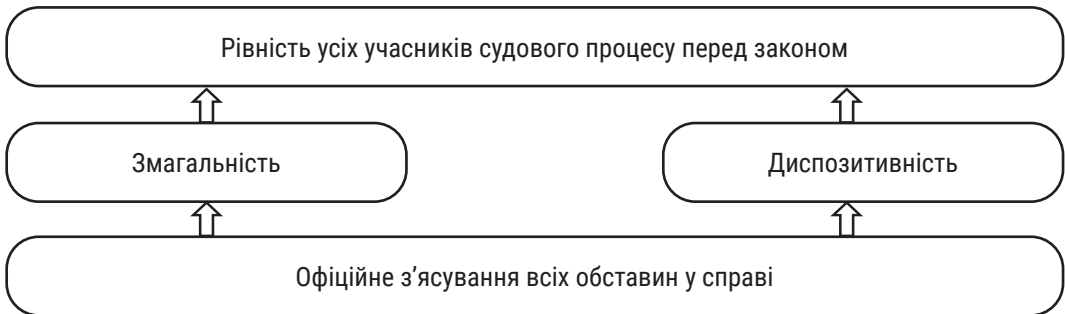 Рівність усіх учасників судового процесу перед законом
Змагальність
Диспозитивність
Офіційне з’ясування всіх обставин у справі